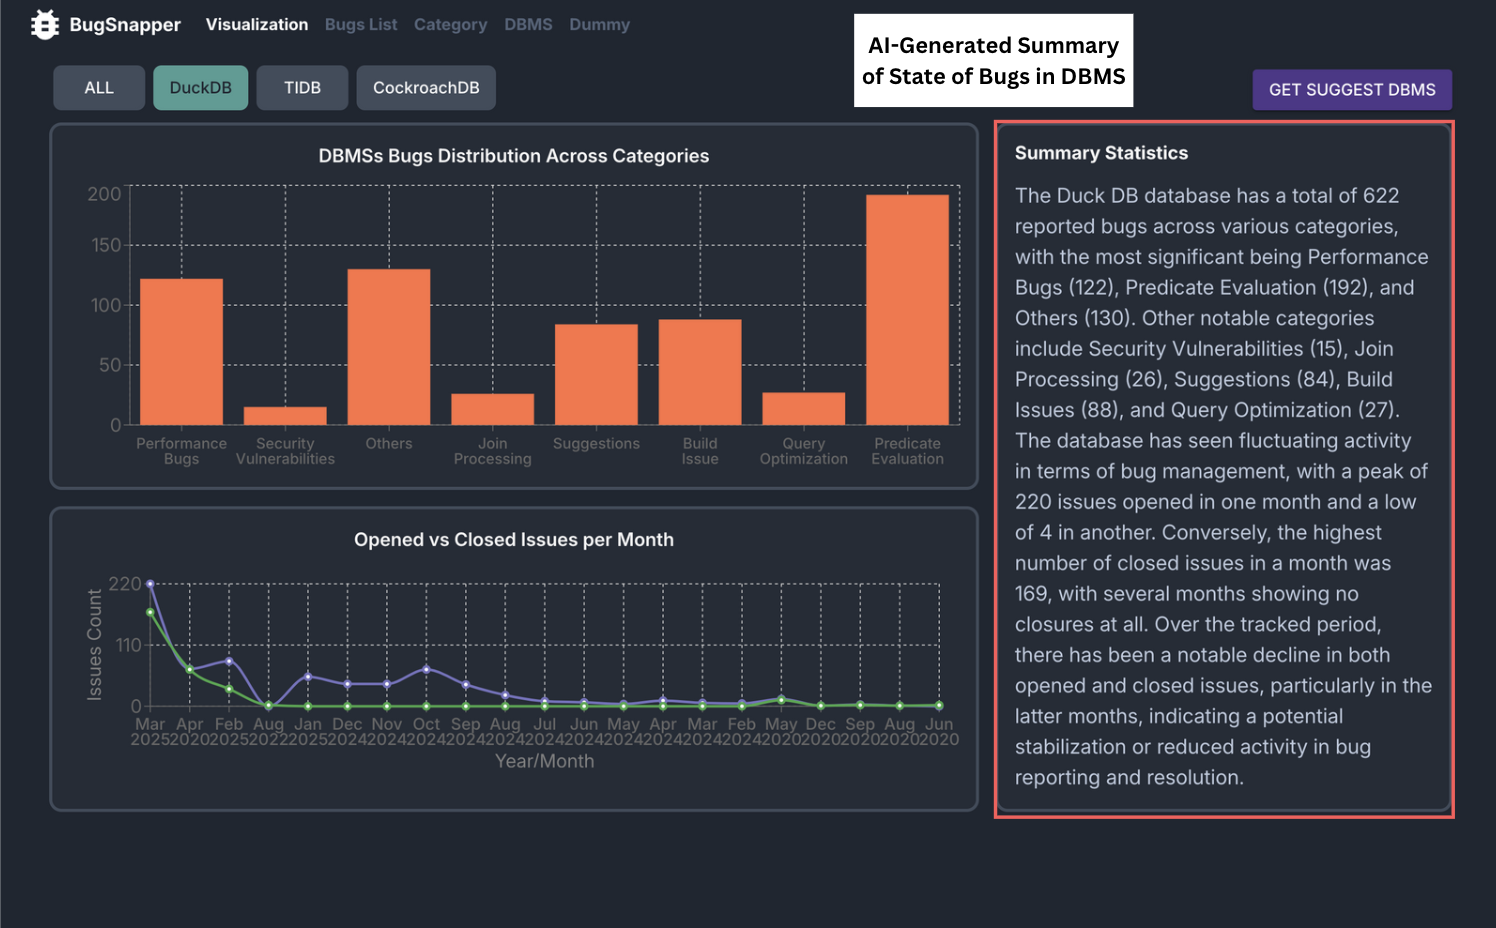 BugSnapper
Visualization
Bugs List
Category
DBMS
Dummy
AI-Generated Summary
of State of Bugs in DBMS
ALL
DuckDB
TIDB
CockroachDB
GET SUGGEST DBMS
DBMSs Bugs Distribution Across Categories
200
150
100
50
0
Performance
Bugs
Security
Vulnerabilities
Others
Join
Processing
Suggestions
Build
Issue
Query
Optimization
Predicate
Evaluation
Opened vs Closed Issues per Month
Issues Count
220
110
0
Mar Apr Feb Aug Jan Dec Nov Oct Sep Aug Jul Jun May Apr Mar Feb May Dec Sep Aug Jun
2025 2020 2025 2022 2025 2024 2024 2024 2024 2024 2024 2024 2024 2024 2024 2024 2020 2020 2020 2020 2020
Year/Month
Summary Statistics
The Duck DB database has a total of 622
reported bugs across various categories,
with the most significant being Performance
Bugs (122), Predicate Evaluation (192), and
Others (130). Other notable categories
include Security Vulnerabilities (15), Join
Processing (26), Suggestions (84), Build
Issues (88), and Query Optimization (27).
The database has seen fluctuating activity
in terms of bug management, with a peak of
220 issues opened in one month and a low
of 4 in another. Conversely, the highest
number of closed issues in a month was
169, with several months showing no
closures at all. Over the tracked period,
there has been a notable decline in both
opened and closed issues, particularly in the
latter months, indicating a potential
stabilization or reduced activity in bug
reporting and resolution.